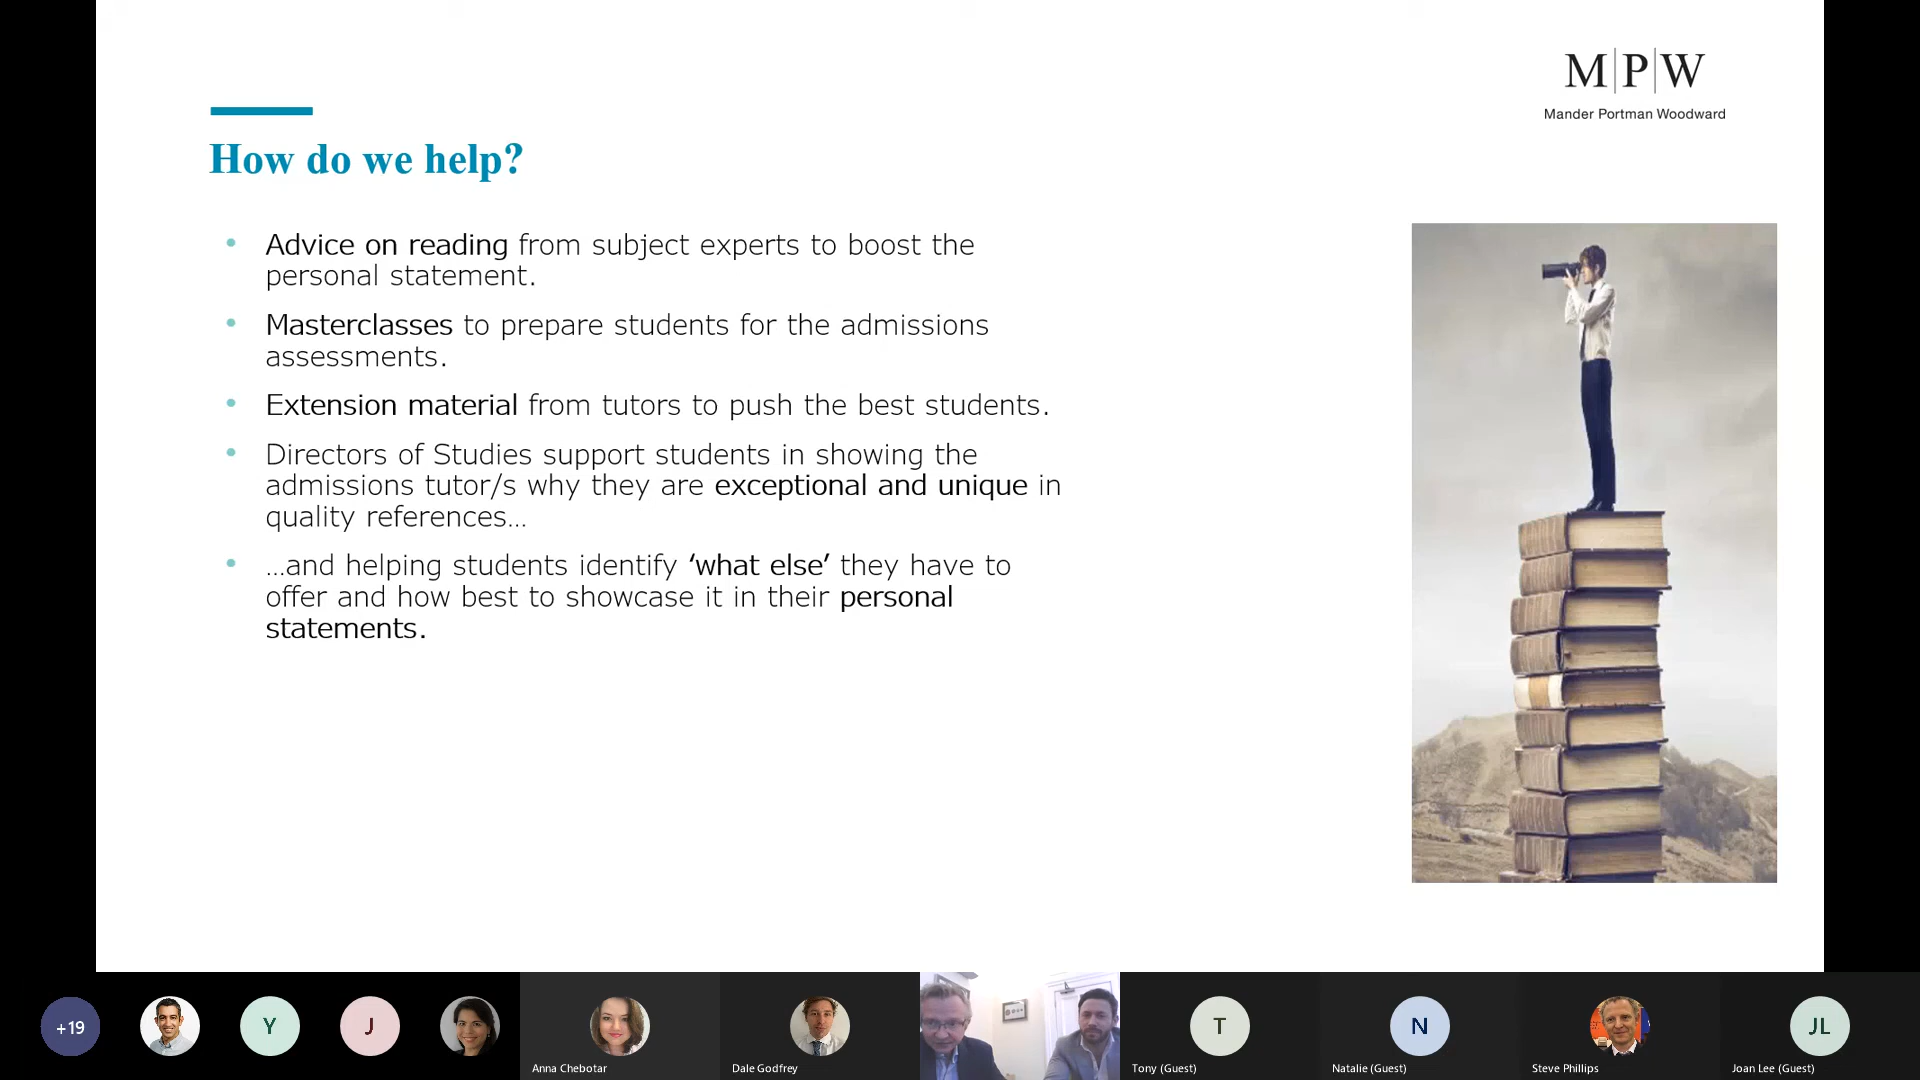 M|P|W
Mander Portman Woodward
How do we help?
• Advice on reading from subject experts to boost the
personal statement.
• Masterclasses to prepare students for the admissions
assessments.
• Extension material from tutors to push the best students.
• Directors of Studies support students in showing the
admissions tutor/s why they are exceptional and unique in
quality references…
• …and helping students identify ‘what else’ they have to
offer and how best to showcase it in their personal
statements.
+19
Y
J
Anna Chebotar
Dale Godfrey
T
Tony (Guest)
N
Natalie (Guest)
Steve Phillips
JL
Joan Lee (Guest)